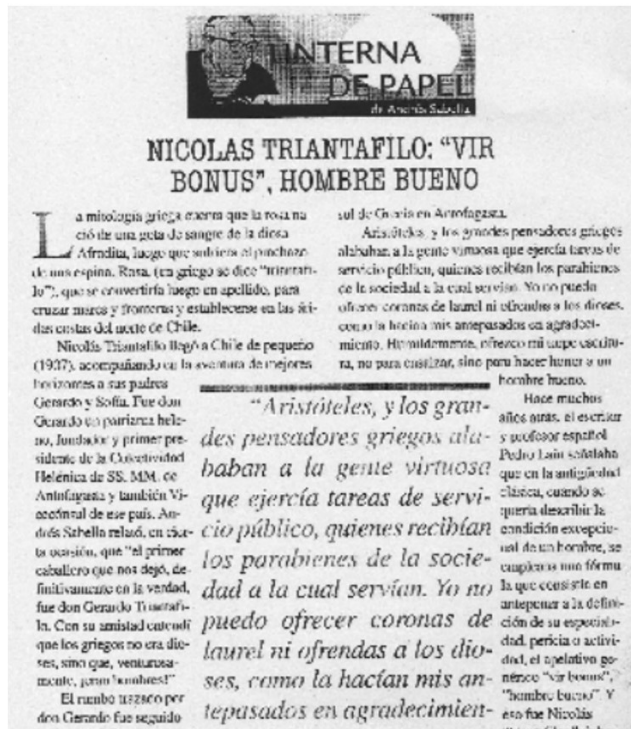 LINTERNA
DE PAPEL
de Andrés Sabella
NICOLAS TRIANTAFILO: “VIR
BONUS”, HOMBRE BUENO
La mitología griega cuenta que la rosa na
ció de una gota de sangre de la diosa
Afrodita, luego que sufriera el pinchazo
de una espina. Rosa, (en griego se dice “triantafi-
lo”), que se convertiría luego en apellido, para
cruzar mares y fronteras y establecerse en las ári-
das costas del norte de Chile.
Nicolás Triantafilo llegó a Chile de pequeño
(1937), acompañando en la aventura de mejores
horizontes a sus padres
Gerardo y Sofía. Fue don
Gerardo un patriarca hele-
no, fundador y primer pre-
sidente de la Colectividad
Helénica de SS. MM. de
Antofagasta y también Vi-
cecónsul de ese país. An-
drés Sabella relató, en cier-
ta ocasión, que “el primer
caballero que nos dejó, de-
finitivamente en la verdad,
fue don Gerardo Triantafi-
lo. Con su amistad entendí
que los griegos no era dio-
ses, sino que, venturosa-
mente, ¡eran hombres!”
El rumbo trazado por
don Gerardo fue seguido
sul de Grecia en Antofagasta.
Aristóteles, y los grandes pensadores griegos
alababan a la gente virtuosa que ejercía tareas de
servicio público, quienes recibían los parabienes
de la sociedad a la cual servían. Yo no puedo
ofrecer coronas de laurel ni ofrendas a los dioses,
como la hacían mis antepasados en agradeci-
miento. Humildemente, ofrezco mi torpe escritu-
ra, no para ensalzar, sino para hacer honor a un
hombre bueno.
Hace muchos
años atrás, el escritor
y profesor español
Pedro Laín señalaba
que en la antigüedad
clásica, cuando se
quería describir la
condición excepcio-
nal de un hombre, se
empleaba una fórmu
la que consistía en
anteponer a la defini-
ción de su especiali-
dad, pericia o activi-
dad, el apelativo ge-
nérico “vir bonus”,
“hombre bueno”. Y
eso fue Nicolás
“Aristóteles, y los gran-
des pensadores griegos ala-
baban a la gente virtuosa
que ejercía tareas de servi-
cio público, quienes recibían
los parabienes de la socie-
dad a la cual servían. Yo no
puedo ofrecer coronas de
laurel ni ofrendas a los dio-
ses, como la hacían mis an-
tepasados en agradecimien-